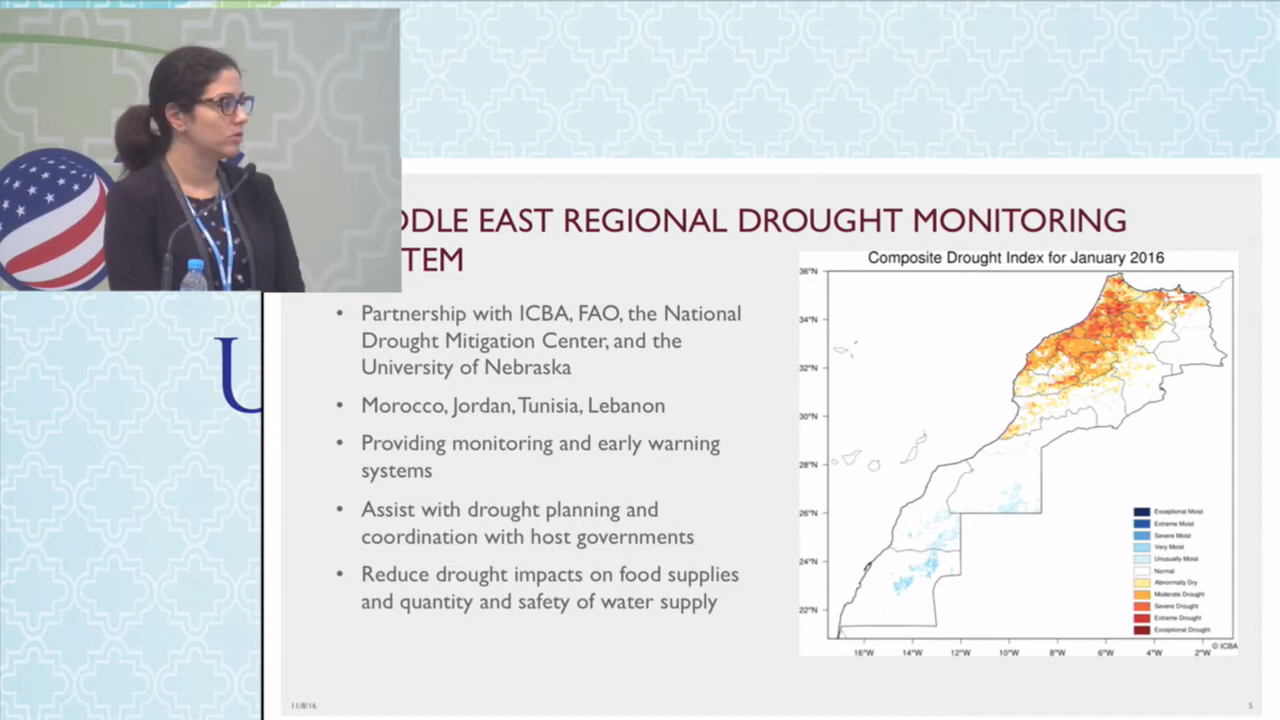 DDLE EAST REGIONAL DROUGHT MONITORING
TEM
• Partnership with ICBA, FAO, the National
Drought Mitigation Center, and the
University of Nebraska
• Morocco, Jordan, Tunisia, Lebanon
• Providing monitoring and early warning
systems
• Assist with drought planning and
coordination with host governments
• Reduce drought impacts on food supplies
and quantity and safety of water supply
Composite Drought Index for January 2016
36°N
34°N
32°N
30°N
28°N
26°N
24°N
22°N
16°W 14°W 12°W 10°W 8°W 6°W 4°W 2°W
Exceptional Moist
Extreme Moist
Severe Moist
Very Moist
Unusually Moist
Normal
Abnormally Dry
Moderate Drought
Severe Drought
Extreme Drought
Exceptional Drought
© ICBA
U
11/8/16
5